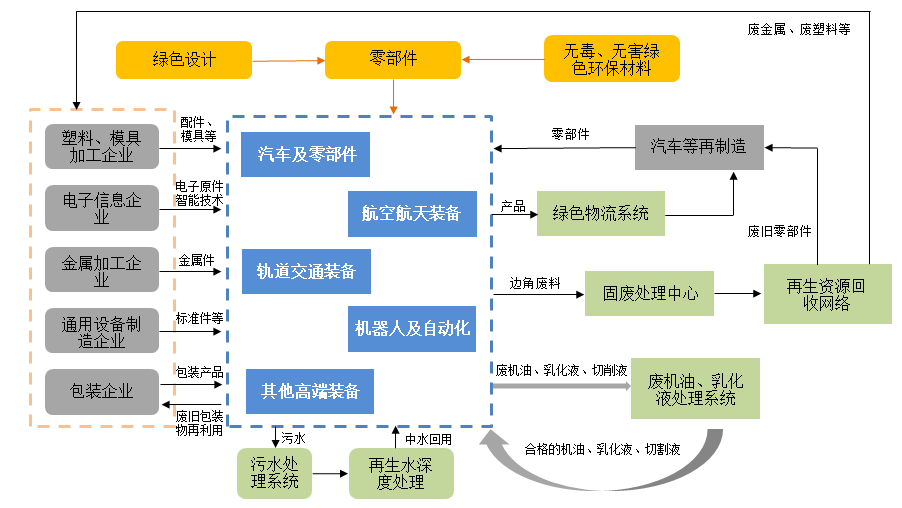 废金属、废塑料等
绿色设计
零部件
无毒、无害绿
色环保材料
塑料、模具
加工企业
配件、
模具等
汽车及零部件
零部件
汽车等再制造
电子信息企
业
电子原件
智能技术
航空航天装备
产品
绿色物流系统
废旧零部件
金属加工企
业
金属件
轨道交通装备
边角废料
固废处理中心
再生资源回
收网络
通用设备制
造企业
标准件等
机器人及自动化
包装企业
包装产品
废旧包装
物再利用
其他高端装备
废机油、乳化液、切削液
废机油、乳化
液处理系统
污水
中水回用
合格的机油、乳化液、切割液
污水处
理系统
再生水深
度处理